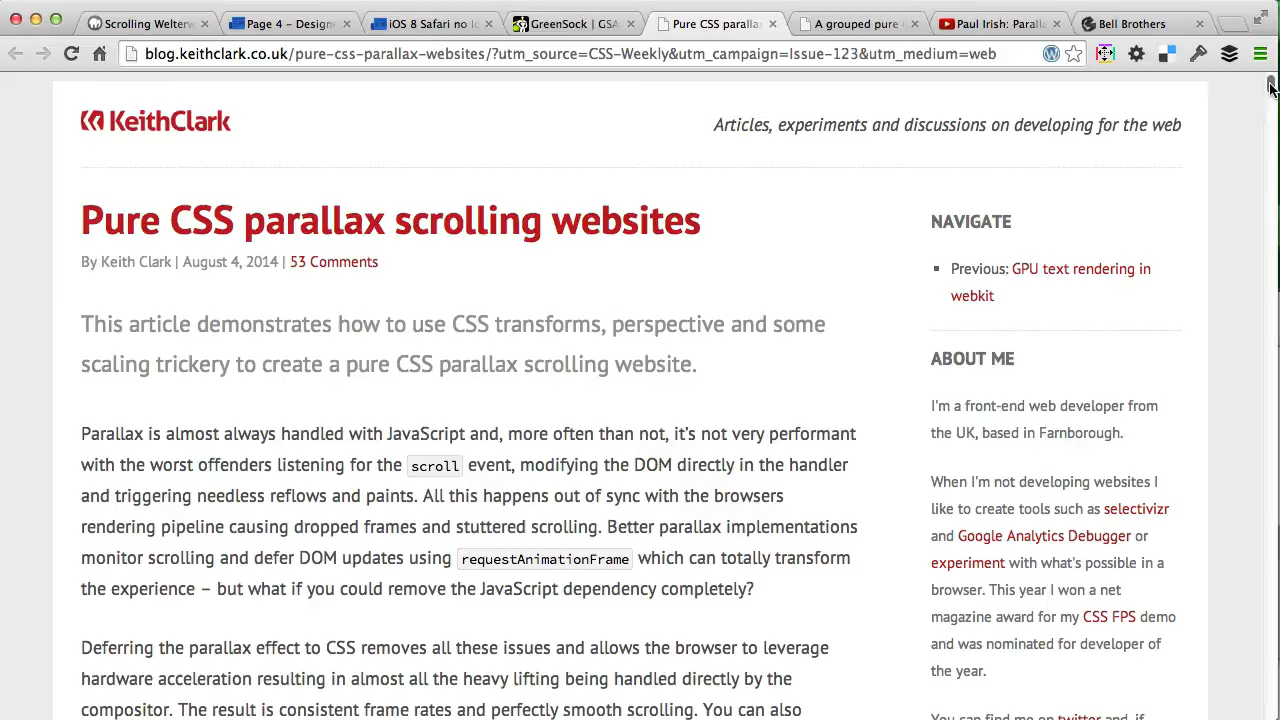 Scrolling Welterw
Page 4 – Design
iOS 8 Safari no lo
GreenSock | GSA
Pure CSS paralla
A grouped pure
Paul Irish: Paralla
Bell Brothers
blog.keithclark.co.uk/pure-css-parallax-websites/?utm_source=CSS-Weekly&utm_campaign=Issue-123&utm_medium=web
KeithClark
Articles, experiments and discussions on developing for the web
Pure CSS parallax scrolling websites
By Keith Clark | August 4, 2014 | 53 Comments
This article demonstrates how to use CSS transforms, perspective and some
scaling trickery to create a pure CSS parallax scrolling website.
Parallax is almost always handled with JavaScript and, more often than not, it's not very performant
with the worst offenders listening for the scroll event, modifying the DOM directly in the handler
and triggering needless reflows and paints. All this happens out of sync with the browsers
rendering pipeline causing dropped frames and stuttered scrolling. Better parallax implementations
monitor scrolling and defer DOM updates using requestAnimationFrame which can totally transform
the experience – but what if you could remove the JavaScript dependency completely?
Deferring the parallax effect to CSS removes all these issues and allows the browser to leverage
hardware acceleration resulting in almost all the heavy lifting being handled directly by the
compositor. The result is consistent frame rates and perfectly smooth scrolling. You can also
NAVIGATE
Previous: GPU text rendering in
webkit
ABOUT ME
I'm a front-end web developer from
the UK, based in Farnborough.
When I'm not developing websites I
like to create tools such as selectivizr
and Google Analytics Debugger or
experiment with what's possible in a
browser. This year I won a net
magazine award for my CSS FPS demo
and was nominated for developer of
the year.
You can find me on twitter and, if